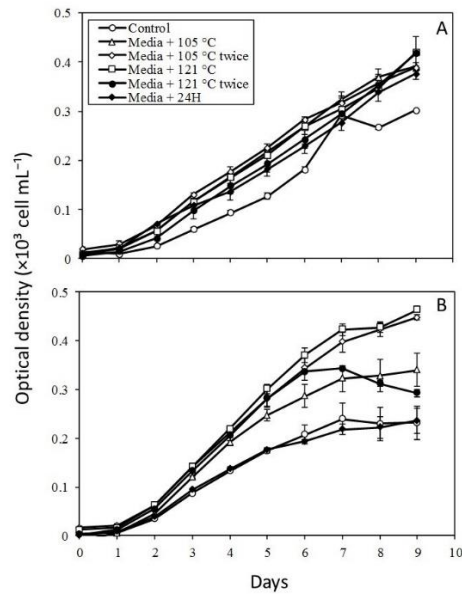 A
Control
Media + 105 °C
Media + 105 °C twice
Media + 121 °C
Media + 121 °C twice
Media + 24H
0.5
0.4
0.3
0.2
0.1
0
B
0.5
0.4
0.3
0.2
0.1
0
0 1 2 3 4 5 6 7 8 9 10
Optical density (×10³ cell mL⁻¹)
Days